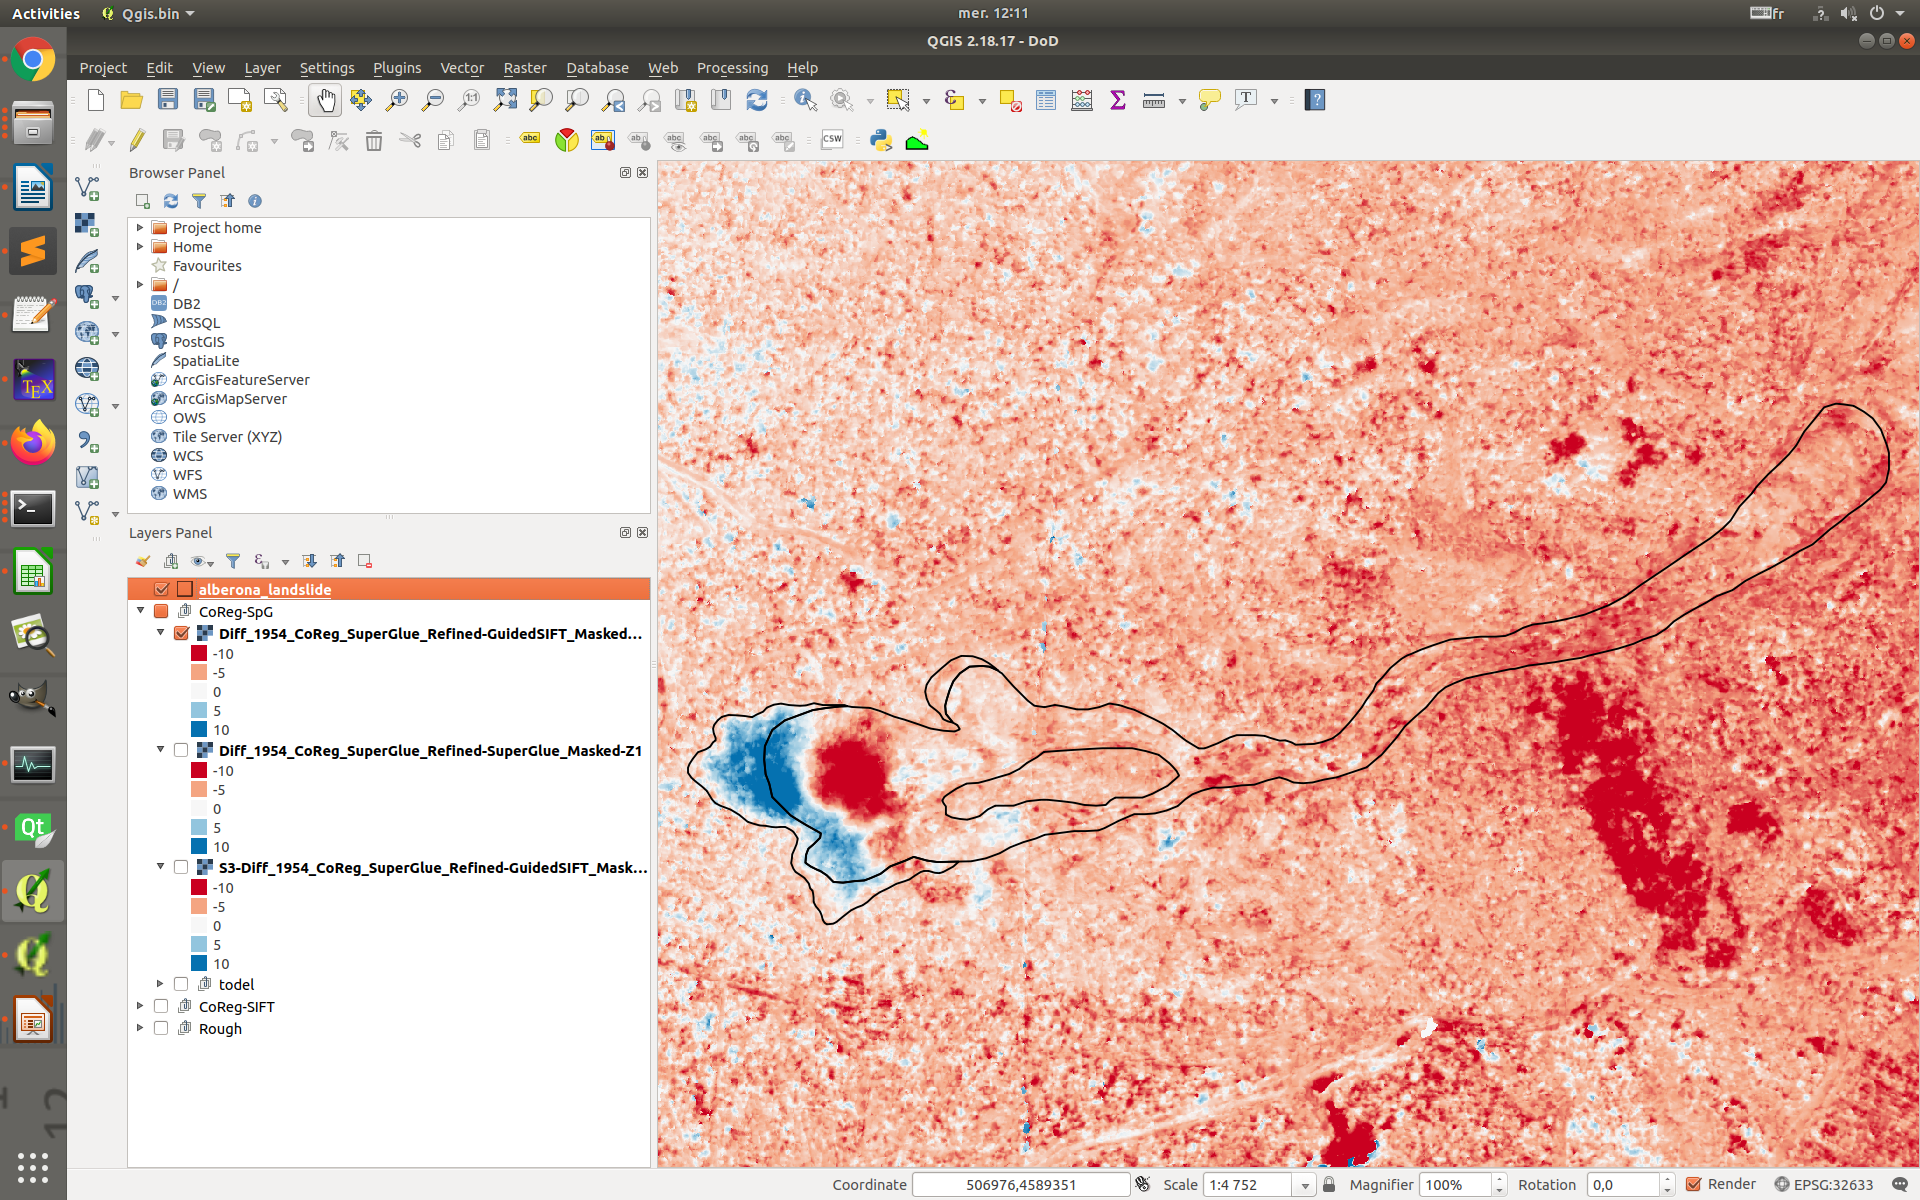 Activities
Qgis.bin
mer. 12:11
fr
QGIS 2.18.17 - DoD
Project Edit View Layer Settings Plugins Vector Raster Database Web Processing Help
Browser Panel
Project home
Home
Favourites
/
DB2
MSSQL
PostGIS
SpatiaLite
ArcGisFeatureServer
ArcGisMapServer
OWS
Tile Server (XYZ)
WCS
WFS
WMS
Layers Panel
alberona_landslide
CoReg-SpG
Diff_1954_CoReg_SuperGlue_Refined-GuidedSIFT_Masked...
-10
-5
0
5
10
Diff_1954_CoReg_SuperGlue_Refined-SuperGlue_Masked-Z1
-10
-5
0
5
10
S3-Diff_1954_CoReg_SuperGlue_Refined-GuidedSIFT_Mask...
-10
-5
0
5
10
todel
CoReg-SIFT
Rough
Coordinate 506976,4589351 Scale 1:4 752 Magnifier 100% Rotation 0,0 Render EPSG:32633